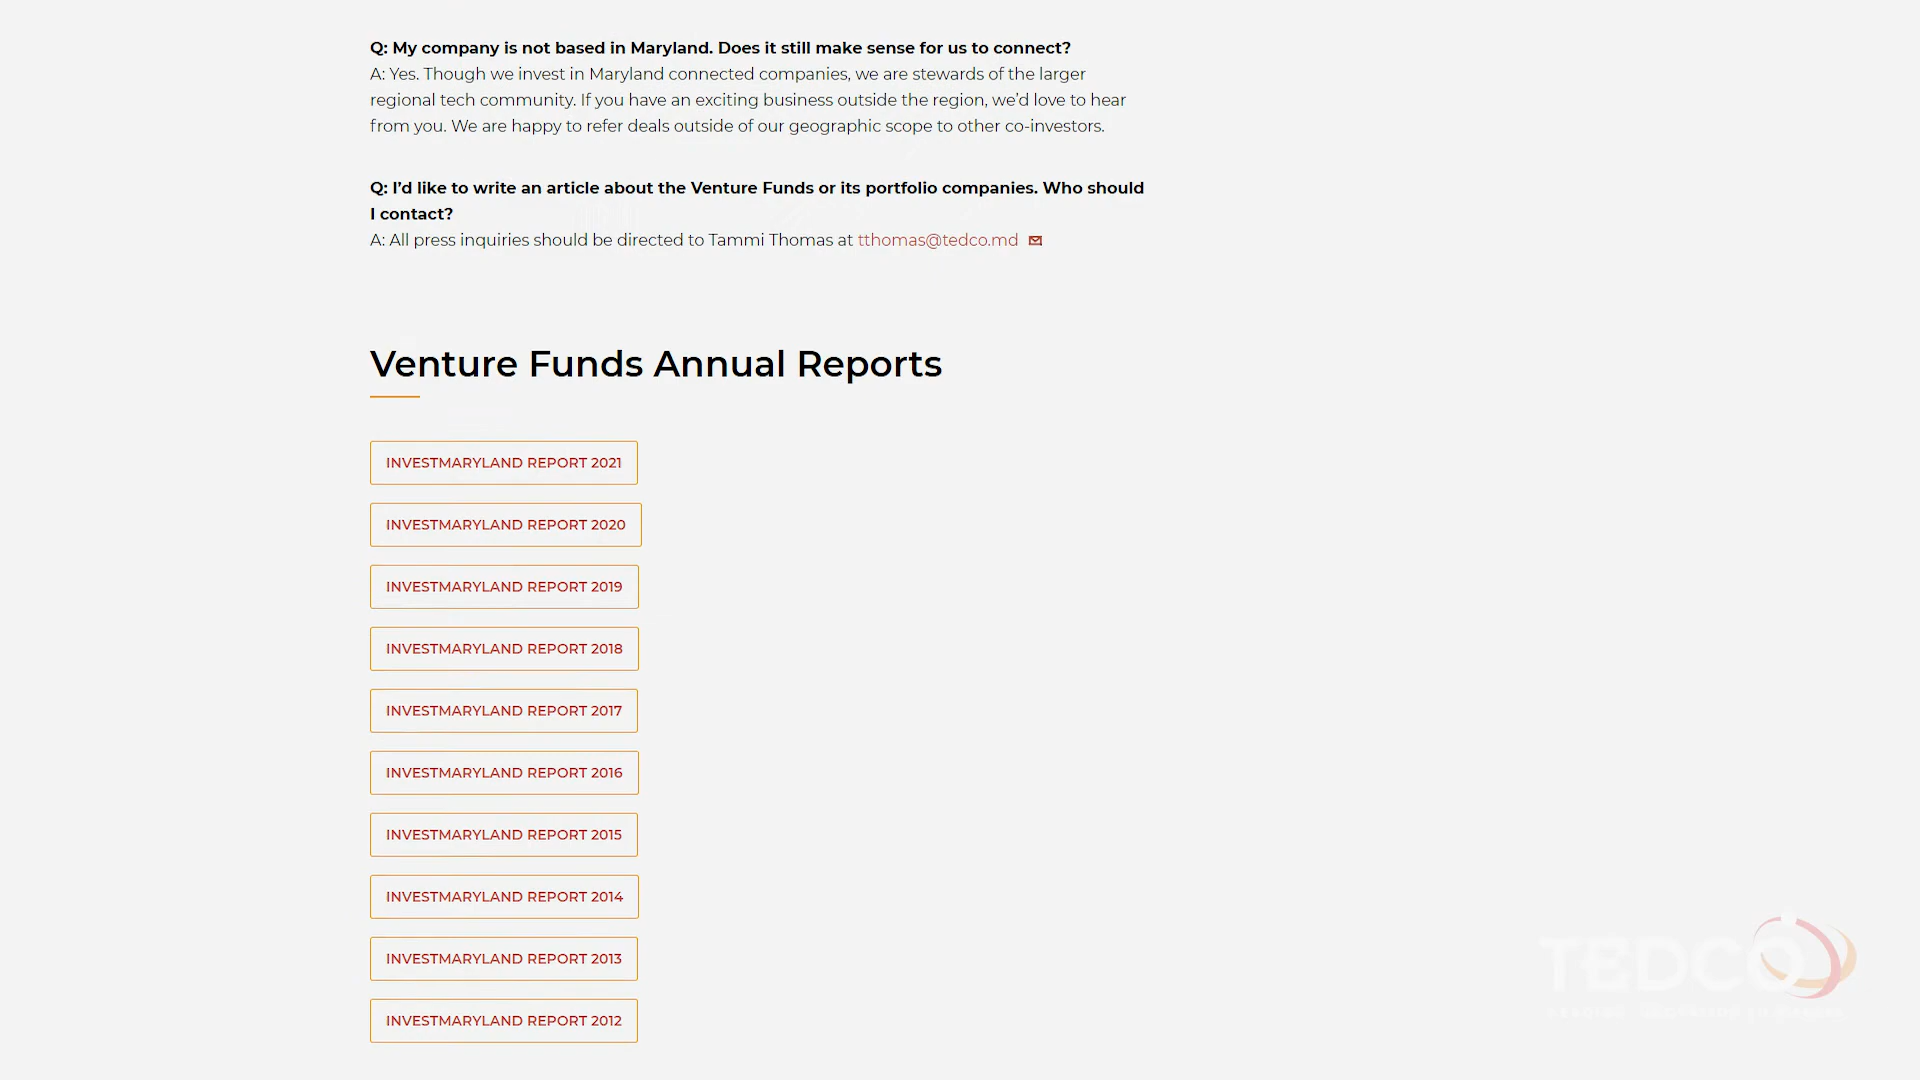 Q: My company is not based in Maryland. Does it still make sense for us to connect?
A: Yes. Though we invest in Maryland connected companies, we are stewards of the larger
regional tech community. If you have an exciting business outside the region, we’d love to hear
from you. We are happy to refer deals outside of our geographic scope to other co-investors.
Q: I’d like to write an article about the Venture Funds or its portfolio companies. Who should
I contact?
A: All press inquiries should be directed to Tammi Thomas at tthomas@tedco.md
Venture Funds Annual Reports
INVESTMARYLAND REPORT 2021
INVESTMARYLAND REPORT 2020
INVESTMARYLAND REPORT 2019
INVESTMARYLAND REPORT 2018
INVESTMARYLAND REPORT 2017
INVESTMARYLAND REPORT 2016
INVESTMARYLAND REPORT 2015
INVESTMARYLAND REPORT 2014
INVESTMARYLAND REPORT 2013
INVESTMARYLAND REPORT 2012
TEDCO